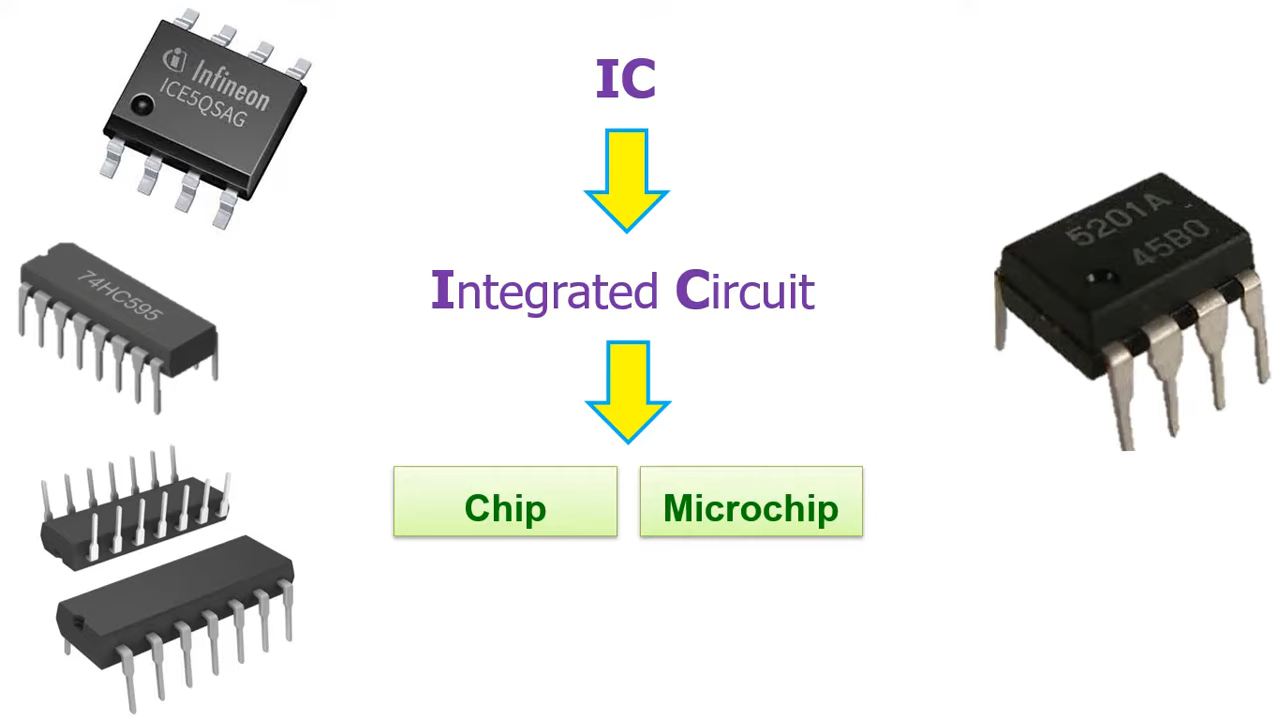 infineon
ICE5QSAG
74HC595
IC
Integrated Circuit
Chip
Microchip
5201A
45B0